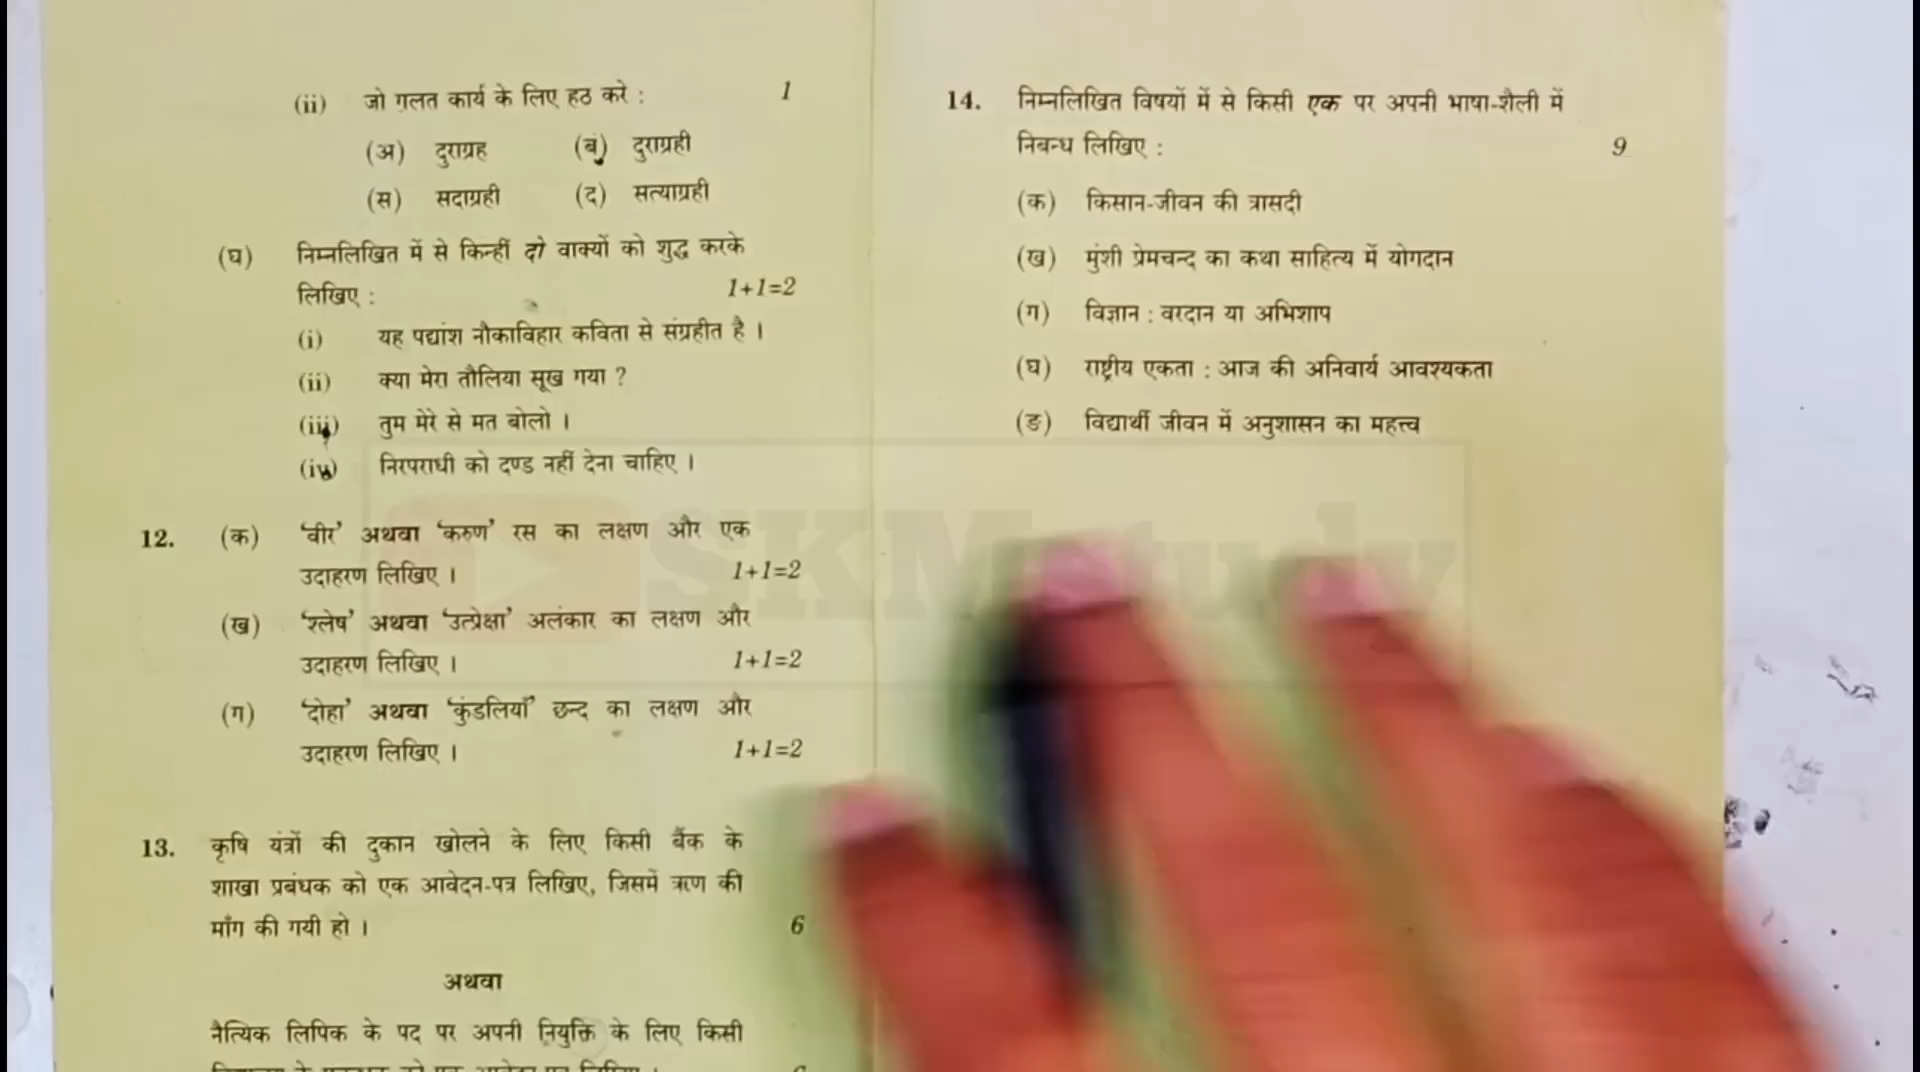 (ii) जो ग़लत कार्य के लिए हठ करे : 1
(अ) दुराग्रह (ब) दुराग्रही
(स) सदाग्रही (द) सत्याग्रही
(घ) निम्नलिखित में से किन्हीं दो वाक्यों को शुद्ध करके
लिखिए : 1+1=2
(i) यह पद्यांश नौकाविहार कविता से संग्रहीत है ।
(ii) क्या मेरा तौलिया सूख गया ?
(iii) तुम मेरे से मत बोलो ।
(iv) निरपराधी को दण्ड नहीं देना चाहिए ।
12. (क) 'वीर' अथवा 'करुण' रस का लक्षण और एक
उदाहरण लिखिए । 1+1=2
(ख) 'श्लेष' अथवा 'उत्प्रेक्षा' अलंकार का लक्षण और
उदाहरण लिखिए । 1+1=2
(ग) 'दोहा' अथवा 'कुंडलियाँ' छन्द का लक्षण और
उदाहरण लिखिए । 1+1=2
13. कृषि यंत्रों की दुकान खोलने के लिए किसी बैंक के
शाखा प्रबंधक को एक आवेदन-पत्र लिखिए, जिसमें ऋण की
माँग की गयी हो । 6
अथवा
नैत्यिक लिपिक के पद पर अपनी नियुक्ति के लिए किसी
14. निम्नलिखित विषयों में से किसी एक पर अपनी भाषा-शैली में
निबन्ध लिखिए : 9
(क) किसान-जीवन की त्रासदी
(ख) मुंशी प्रेमचन्द का कथा साहित्य में योगदान
(ग) विज्ञान : वरदान या अभिशाप
(घ) राष्ट्रीय एकता : आज की अनिवार्य आवश्यकता
(ङ) विद्यार्थी जीवन में अनुशासन का महत्त्व
SKM study